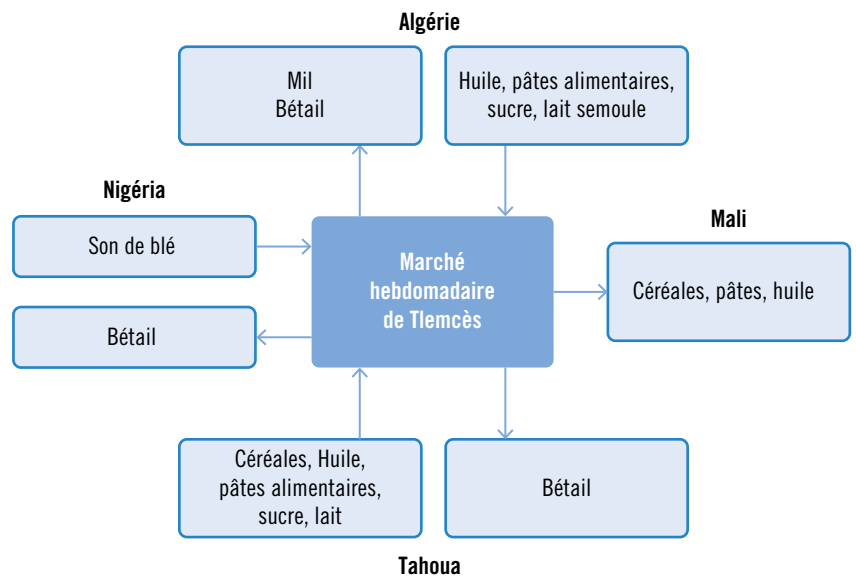 Algérie
Mil
Bétail
Huile, pâtes alimentaires,
sucre, lait semoule
Nigéria
Son de blé
Bétail
Marché
hebdomadaire
de Tlemcès
Mali
Céréales, pâtes, huile
Céréales, Huile,
pâtes alimentaires,
sucre, lait
Bétail
Tahoua